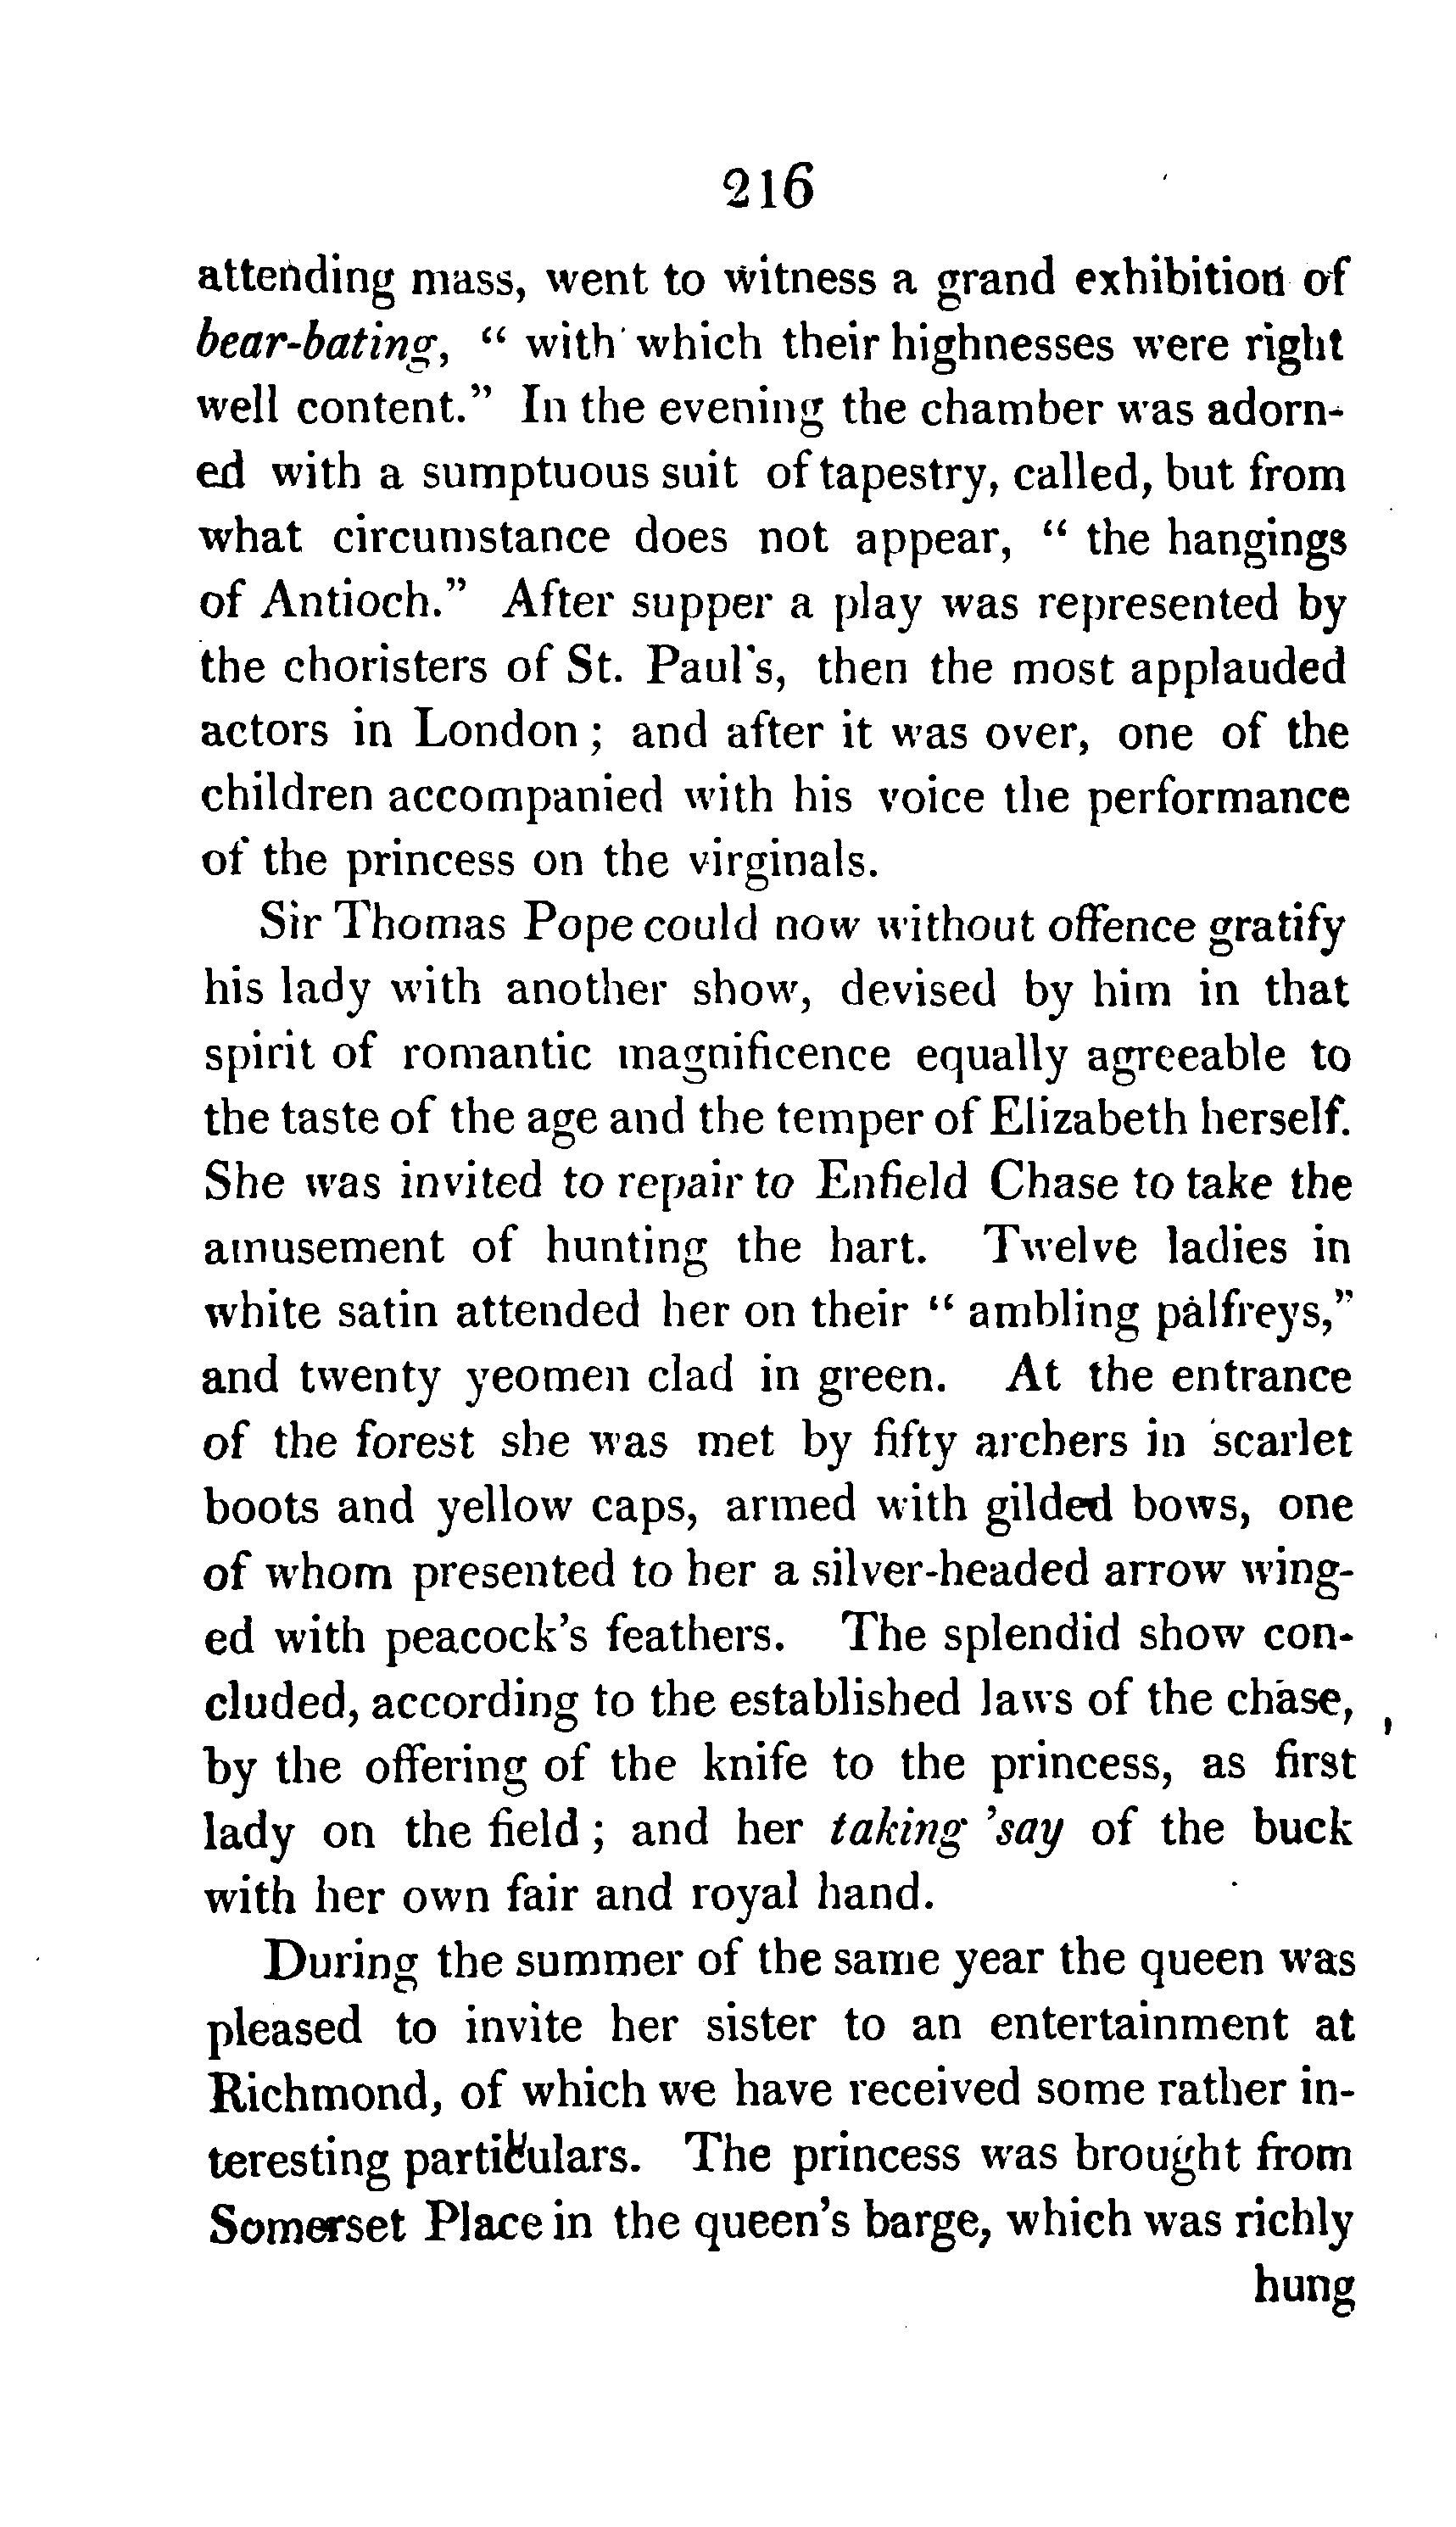 216
attending mass, went to witness a grand exhibition of
bear-bating, “ with which their highnesses were right
well content.” In the evening the chamber was adorn-
ed with a sumptuous suit of tapestry, called, but from
what circumstance does not appear, “ the hangings
of Antioch.” After supper a play was represented by
the choristers of St. Paul's, then the most applauded
actors in London ; and after it was over, one of the
children accompanied with his voice the performance
of the princess on the virginals.
Sir Thomas Pope could now without offence gratify
his lady with another show, devised by him in that
spirit of romantic magnificence equally agreeable to
the taste of the age and the temper of Elizabeth herself.
She was invited to repair to Enfield Chase to take the
amusement of hunting the hart. Twelve ladies in
white satin attended her on their “ ambling palfreys,”
and twenty yeomen clad in green. At the entrance
of the forest she was met by fifty archers in scarlet
boots and yellow caps, armed with gilded bows, one
of whom presented to her a silver-headed arrow wing-
ed with peacock's feathers. The splendid show con-
cluded, according to the established laws of the chase,
by the offering of the knife to the princess, as first
lady on the field ; and her taking 'say of the buck
with her own fair and royal hand.
During the summer of the same year the queen was
pleased to invite her sister to an entertainment at
Richmond, of which we have received some rather in-
teresting particulars. The princess was brought from
Somerset Place in the queen's barge, which was richly
hung